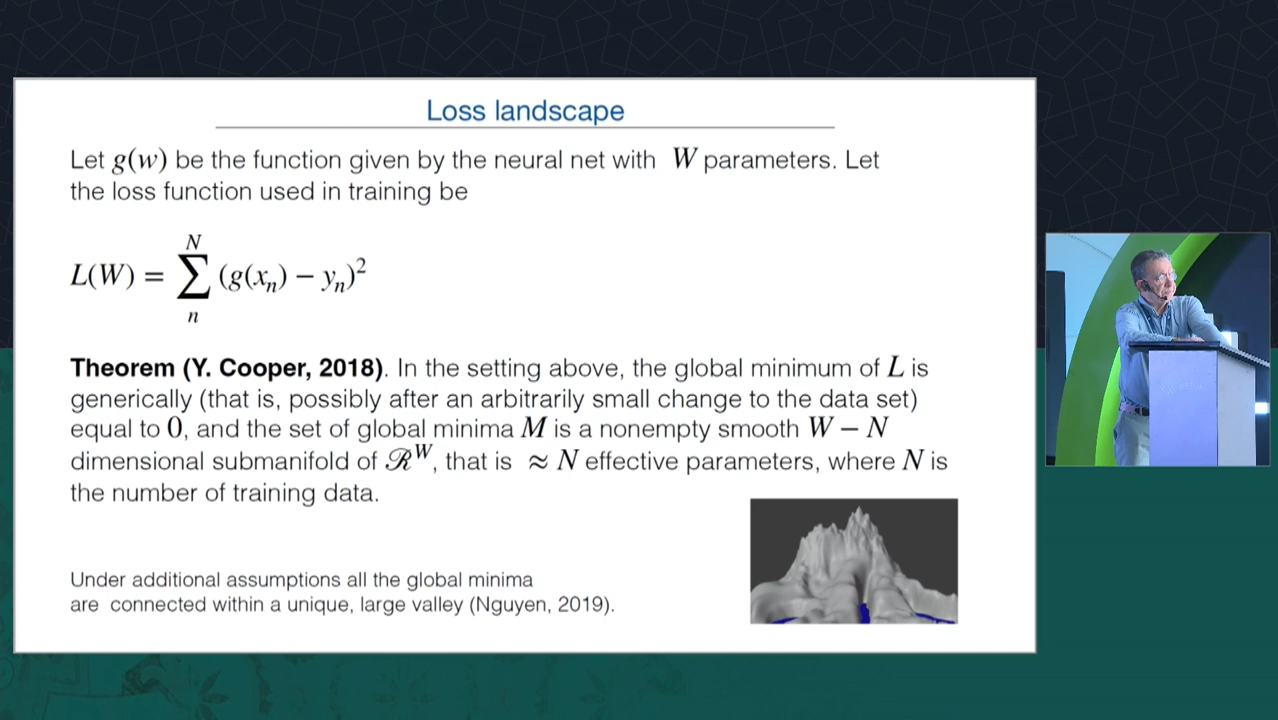 Loss landscape
Let g(w) be the function given by the neural net with W parameters. Let
the loss function used in training be
N
L(W) = ∑ (g(xₙ) − yₙ)²
n
Theorem (Y. Cooper, 2018). In the setting above, the global minimum of L is
generically (that is, possibly after an arbitrarily small change to the data set)
equal to 0, and the set of global minima M is a nonempty smooth W − N
dimensional submanifold of ℛᵂ, that is ≈ N effective parameters, where N is
the number of training data.
Under additional assumptions all the global minima
are connected within a unique, large valley (Nguyen, 2019).